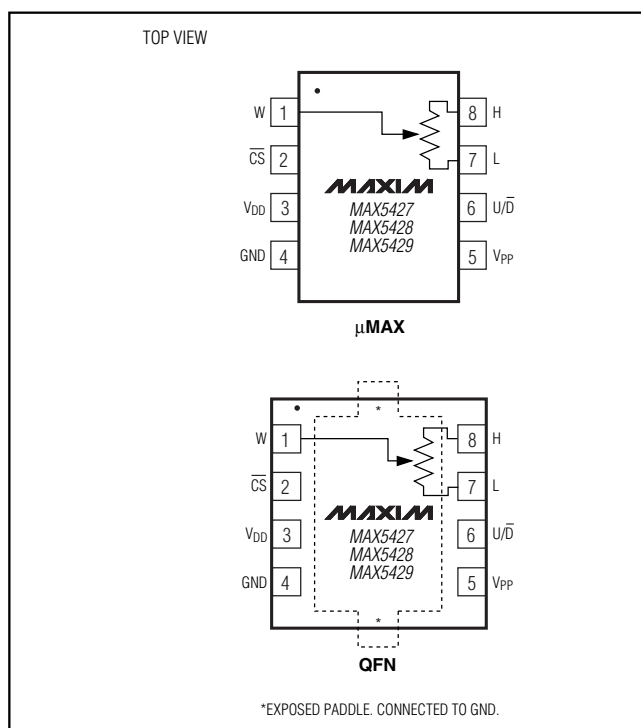 TOP VIEW
W 1 8 H
C̅S̅ 2 7 L
MAXIM
VDD 3 MAX5427 6 U/D̅
MAX5428
GND 4 MAX5429 5 VPP
µMAX
*
W 1 8 H
C̅S̅ 2 7 L
MAXIM
VDD 3 MAX5427 6 U/D̅
MAX5428
GND 4 MAX5429 5 VPP
*
QFN
*EXPOSED PADDLE. CONNECTED TO GND.